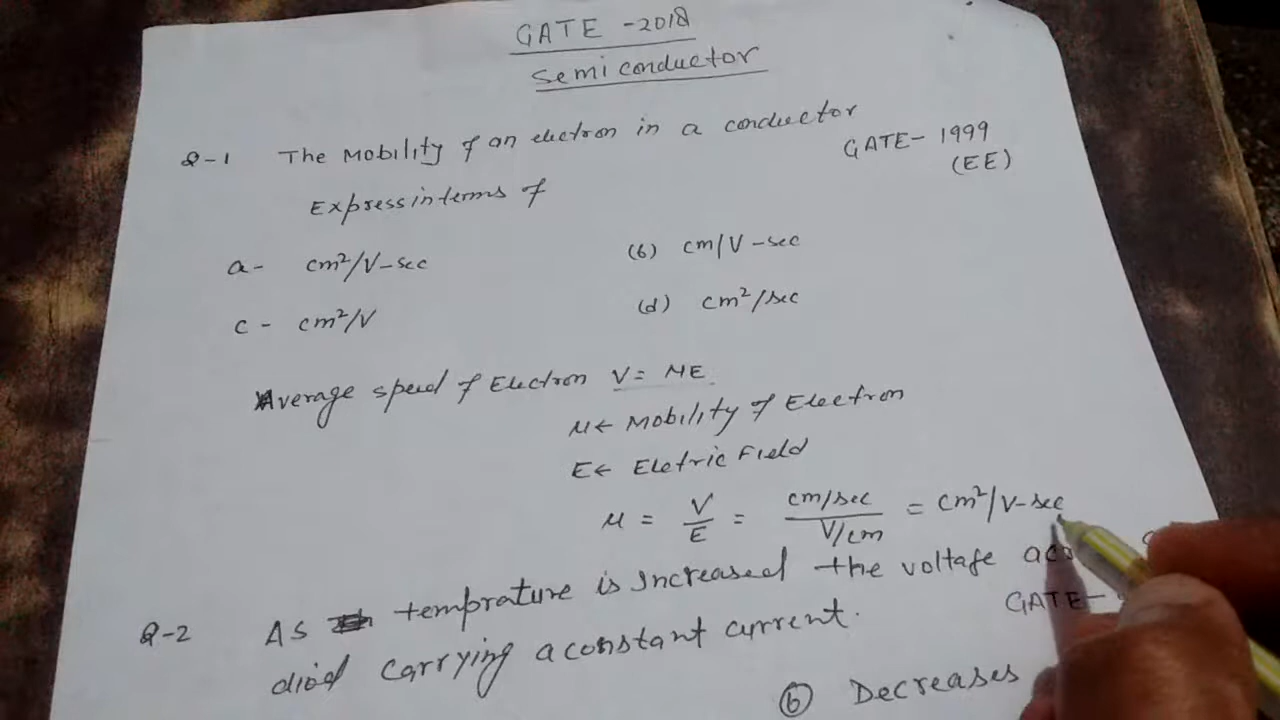 GATE -2018
Semiconductor
Q-1 The Mobility of an electron in a conductor
GATE- 1999
(EE)
Express in terms of
a- cm²/V-sec (b) cm/V-sec
c- cm²/V (d) cm²/sec
Average speed of Electron V= ME
M← Mobility of Electron
E← Eletric Field
M = V/E = cm/sec / V/cm = cm²/V-sec
Q-2 As temprature is Increased the voltage
GATE-
diod carrying a constant current.
(b) Decreases